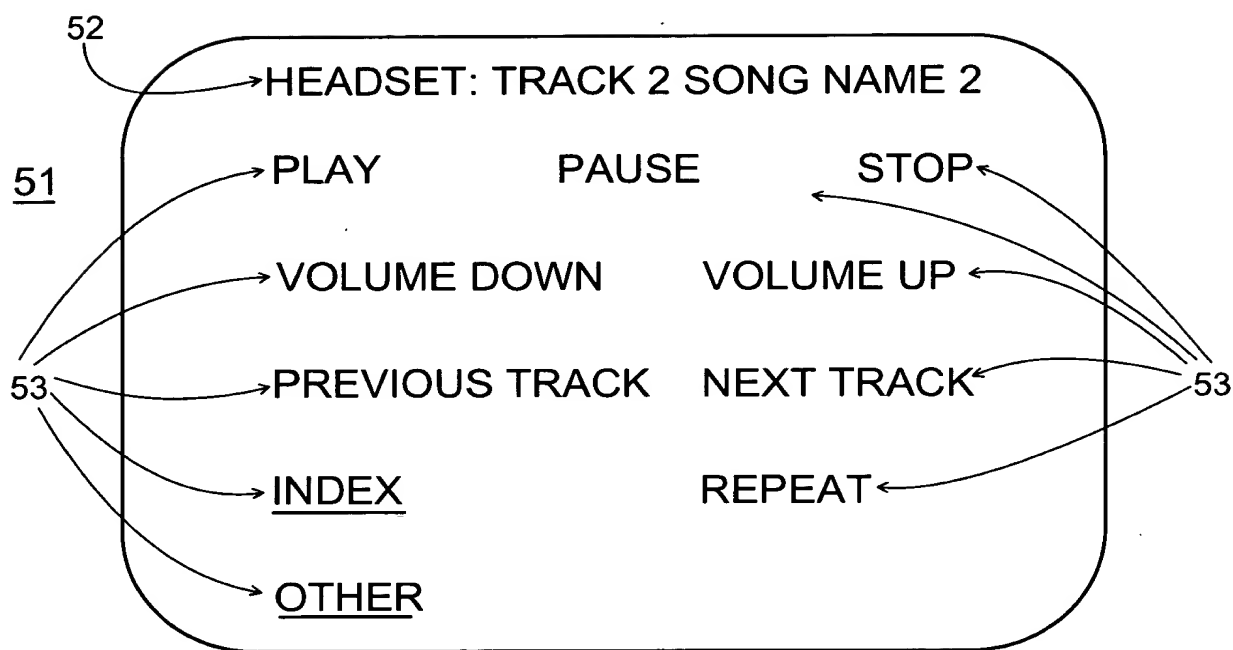 52
HEADSET: TRACK 2 SONG NAME 2
51
PLAY PAUSE STOP
VOLUME DOWN VOLUME UP
53 PREVIOUS TRACK NEXT TRACK 53
INDEX REPEAT
OTHER